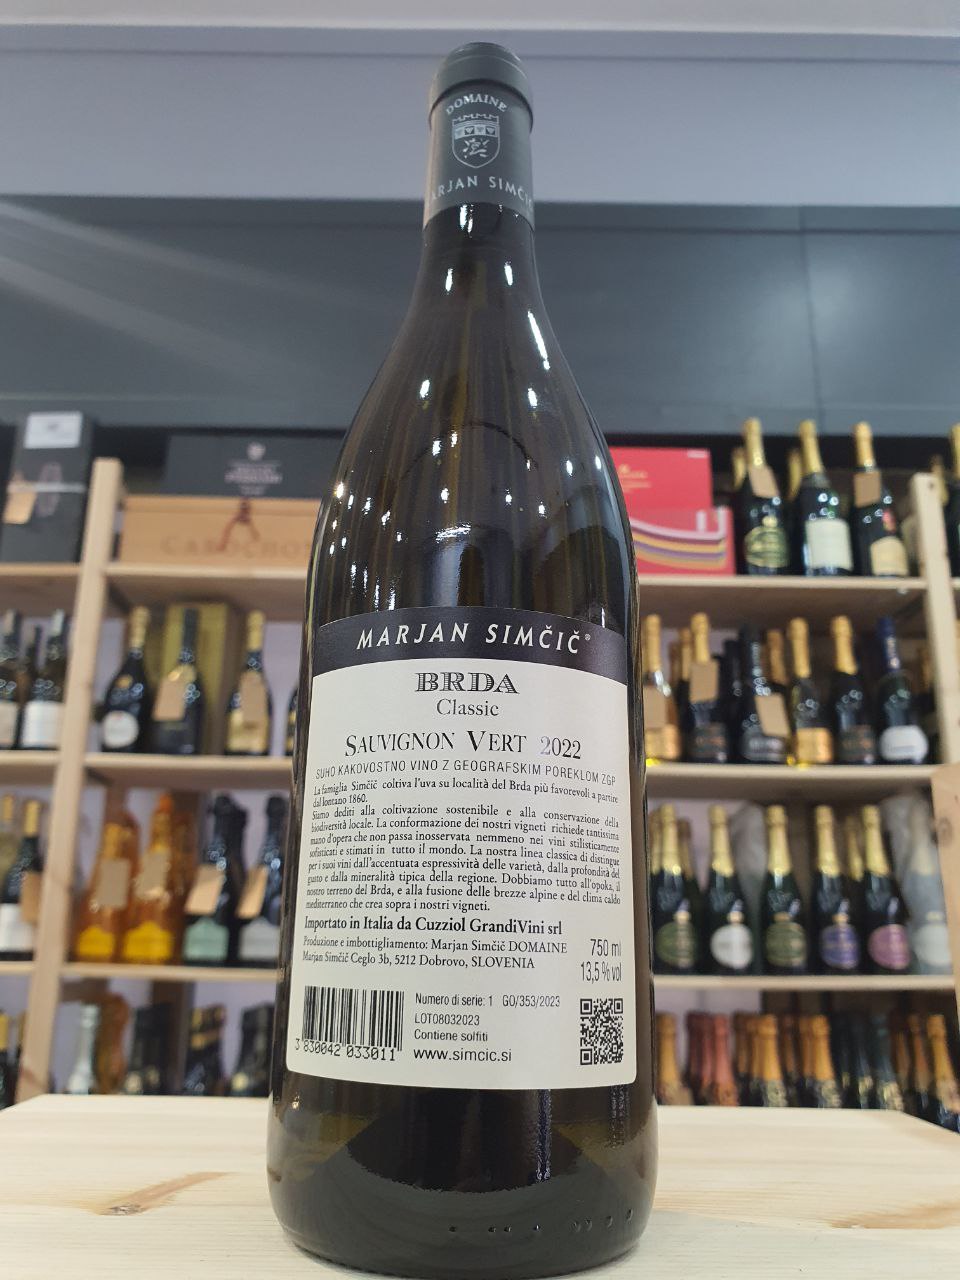 DOMAINE
MARJAN SIMČIČ
MARJAN SIMČIČ®
BRDA
Classic
SAUVIGNON VERT 2022
SUHO KAKOVOSTNO VINO Z GEOGRAFSKIM POREKLOM ZGP
La famiglia Simčič coltiva l'uva su località del Brda più favorevoli a partire
dal lontano 1860.
Siamo dediti alla coltivazione sostenibile e alla conservazione della
biodiversità locale. La conformazione dei nostri vigneti richiede tantissima
mano d'opera che non passa inosservata nemmeno nei vini stilisticamente
sofisticati e stimati in tutto il mondo. La nostra linea classica di distingue
per i suoi vini dall'accentuata espressività delle varietà, dalla profondità del
gusto e dalla mineralità tipica della regione. Dobbiamo tutto all'opoka, il
nostro terreno del Brda, e alla fusione delle brezze alpine e del clima caldo
mediterraneo che crea sopra i nostri vigneti.
Importato in Italia da Cuzziol GrandiVini srl
Produzione e imbottigliamento: Marjan Simčič DOMAINE
Marjan Simčič Ceglo 3b, 5212 Dobrovo, SLOVENIA
750 ml
13,5 % vol
Numero di serie: 1 GO/353/2023
LOT08032023
Contiene solfiti
www.simcic.si
3 830042 033011